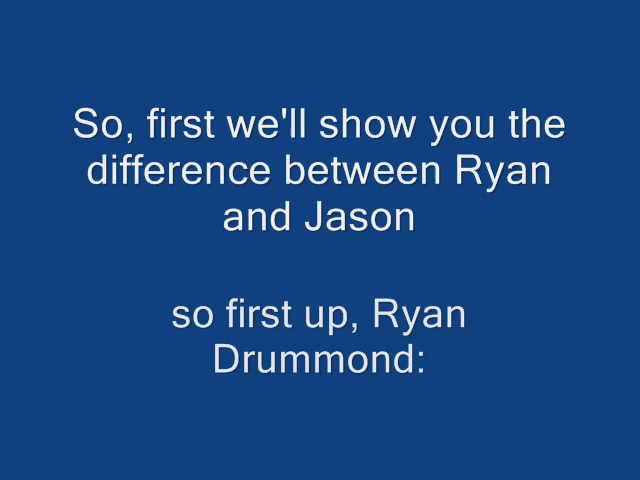 So, first we'll show you the
difference between Ryan
and Jason
so first up, Ryan
Drummond: